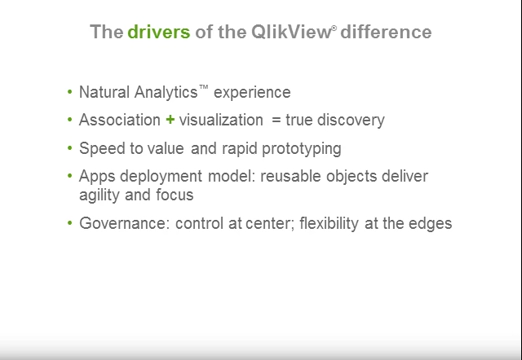 The drivers of the QlikView® difference
• Natural Analytics™ experience
• Association + visualization = true discovery
• Speed to value and rapid prototyping
• Apps deployment model: reusable objects deliver
agility and focus
• Governance: control at center; flexibility at the edges